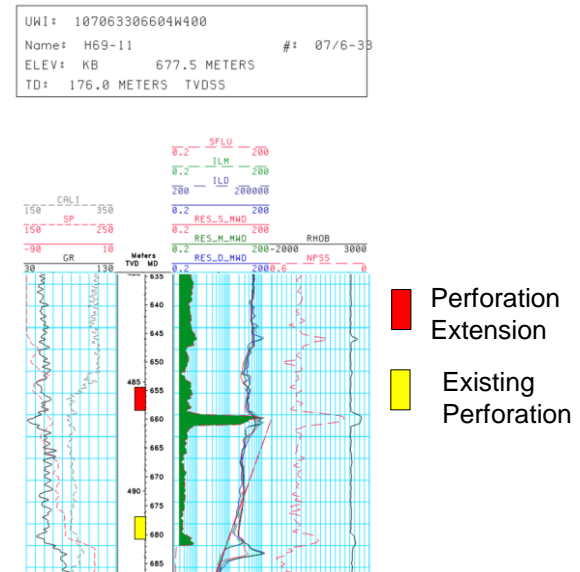 UWI: 107063306604W400
Name: H69-11 #: 07/6-33
ELEV: KB 677.5 METERS
TD: 176.0 METERS TVDSS
SFLU
0.2 200
ILM
0.2 200
ILD
200 200000
CALI
150 350
0.2 200
SP
RES_S_MWD
150 250
0.2 200
RES_M_MWD
RHOB
-90 10
0.2 200
-2000 3000
GR
Meters
RES_D_MWD
NPSS
30 130
TVD MD
0.2 200
0.6 0
635
640
645
650
485
655
660
665
670
490
675
680
685
Perforation
Extension
Existing
Perforation